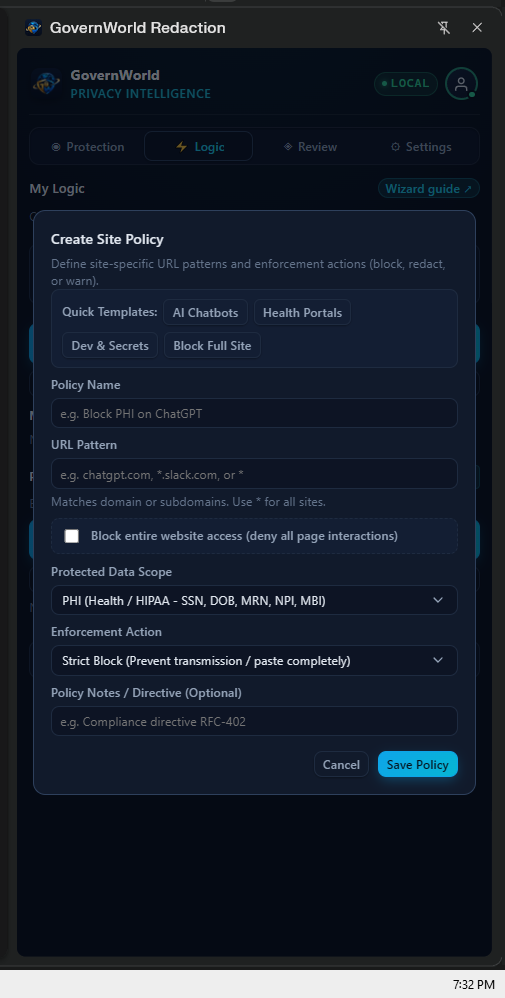 GovernWorld Redaction
GovernWorld
PRIVACY INTELLIGENCE
LOCAL
Protection
Logic
Review
Settings
My Logic
Wizard guide ↗
Create Site Policy
Define site-specific URL patterns and enforcement actions (block, redact,
or warn).
Quick Templates:
AI Chatbots
Health Portals
Dev & Secrets
Block Full Site
Policy Name
e.g. Block PHI on ChatGPT
URL Pattern
e.g. chatgpt.com, *.slack.com, or *
Matches domain or subdomains. Use * for all sites.
Block entire website access (deny all page interactions)
Protected Data Scope
PHI (Health / HIPAA - SSN, DOB, MRN, NPI, MBI)
Enforcement Action
Strict Block (Prevent transmission / paste completely)
Policy Notes / Directive (Optional)
e.g. Compliance directive RFC-402
Cancel
Save Policy
7:32 PM